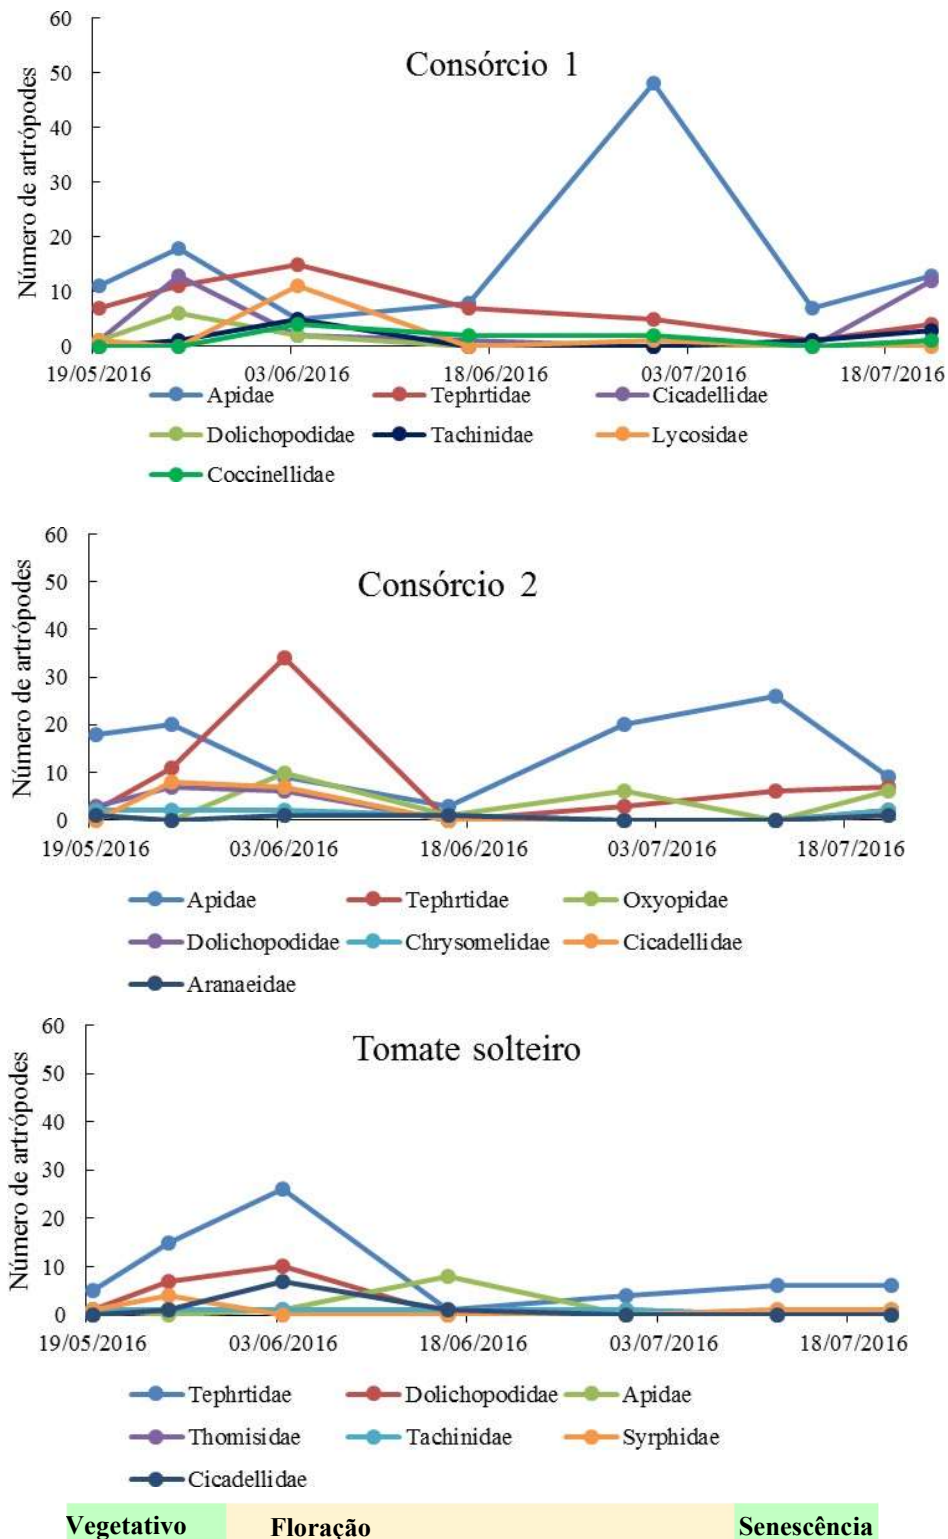 Consórcio 1
Número de artrópodes
60
50
40
30
20
10
0
19/05/2016 03/06/2016 18/06/2016 03/07/2016 18/07/2016
Apidae Tephrtidae Cicadellidae
Dolichopodidae Tachinidae Lycosidae
Coccinellidae
Consórcio 2
Número de artrópodes
60
50
40
30
20
10
0
19/05/2016 03/06/2016 18/06/2016 03/07/2016 18/07/2016
Apidae Tephrtidae Oxyopidae
Dolichopodidae Chrysomelidae Cicadellidae
Aranaeidae
Tomate solteiro
Número de artrópodes
60
50
40
30
20
10
0
19/05/2016 03/06/2016 18/06/2016 03/07/2016 18/07/2016
Tephrtidae Dolichopodidae Apidae
Thomisidae Tachinidae Syrphidae
Cicadellidae
Vegetativo Floração Senescência